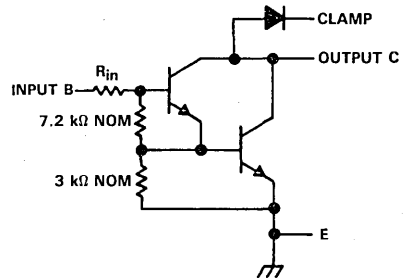 CLAMP
OUTPUT C
Rin
INPUT B
7.2 kΩ NOM
3 kΩ NOM
E